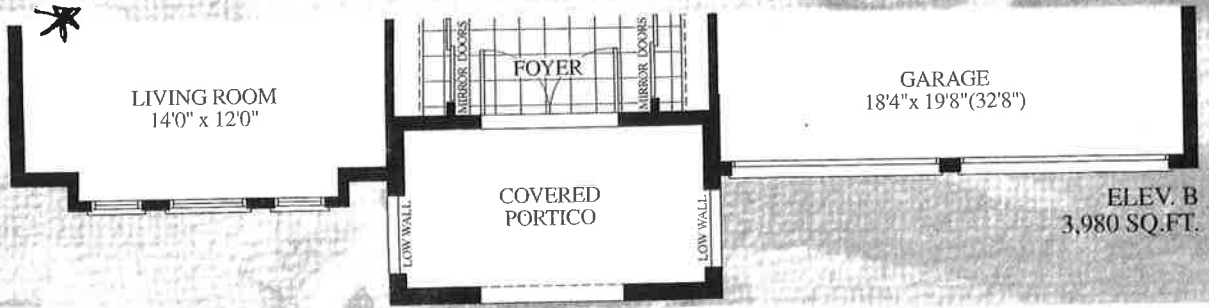 LIVING ROOM
14'0" x 12'0"
MIRROR DOORS
FOYER
MIRROR DOORS
GARAGE
18'4"x 19'8"(32'8")
COVERED
PORTICO
LOW WALL
LOW WALL
ELEV. B
3,980 SQ.FT.